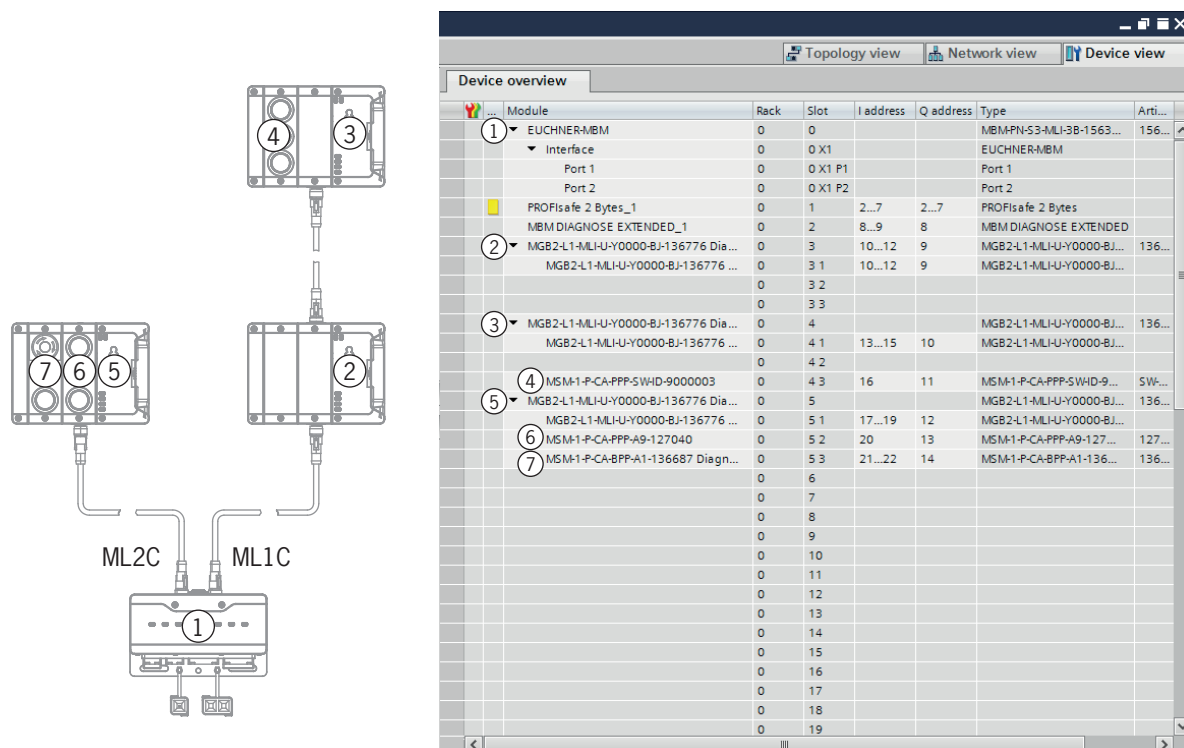 4
3
7
6
5
2
ML2C
ML1C
1
Topology view Network view Device view
Device overview
... Module Rack Slot I address Q address Type Arti...
1 EUCHNER-MBM 0 0 MBM-PN-S3-MLI-3B-1563... 156...
Interface 0 0 X1 EUCHNER-MBM
Port 1 0 0 X1 P1 Port 1
Port 2 0 0 X1 P2 Port 2
PROFIsafe 2 Bytes_1 0 1 2...7 2...7 PROFIsafe 2 Bytes
MBM DIAGNOSE EXTENDED_1 0 2 8...9 8 MBM DIAGNOSE EXTENDED
2 MGB2-L1-MLI-U-Y0000-BJ-136776 Dia... 0 3 10...12 9 MGB2-L1-MLI-U-Y0000-BJ... 136...
MGB2-L1-MLI-U-Y0000-BJ-136776 ... 0 3 1 10...12 9 MGB2-L1-MLI-U-Y0000-BJ...
0 3 2
0 3 3
3 MGB2-L1-MLI-U-Y0000-BJ-136776 Dia... 0 4 MGB2-L1-MLI-U-Y0000-BJ... 136...
MGB2-L1-MLI-U-Y0000-BJ-136776 ... 0 4 1 13...15 10 MGB2-L1-MLI-U-Y0000-BJ...
0 4 2
4 MSM-1-P-CA-PPP-SW-ID-9000003 0 4 3 16 11 MSM-1-P-CA-PPP-SW-ID-9... SW-...
5 MGB2-L1-MLI-U-Y0000-BJ-136776 Dia... 0 5 MGB2-L1-MLI-U-Y0000-BJ... 136...
MGB2-L1-MLI-U-Y0000-BJ-136776 ... 0 5 1 17...19 12 MGB2-L1-MLI-U-Y0000-BJ...
6 MSM-1-P-CA-PPP-A9-127040 0 5 2 20 13 MSM-1-P-CA-PPP-A9-127... 127...
7 MSM-1-P-CA-BPP-A1-136687 Diagn... 0 5 3 21...22 14 MSM-1-P-CA-BPP-A1-136... 136...
0 6
0 7
0 8
0 9
0 10
0 11
0 12
0 13
0 14
0 15
0 16
0 17
0 18
0 19